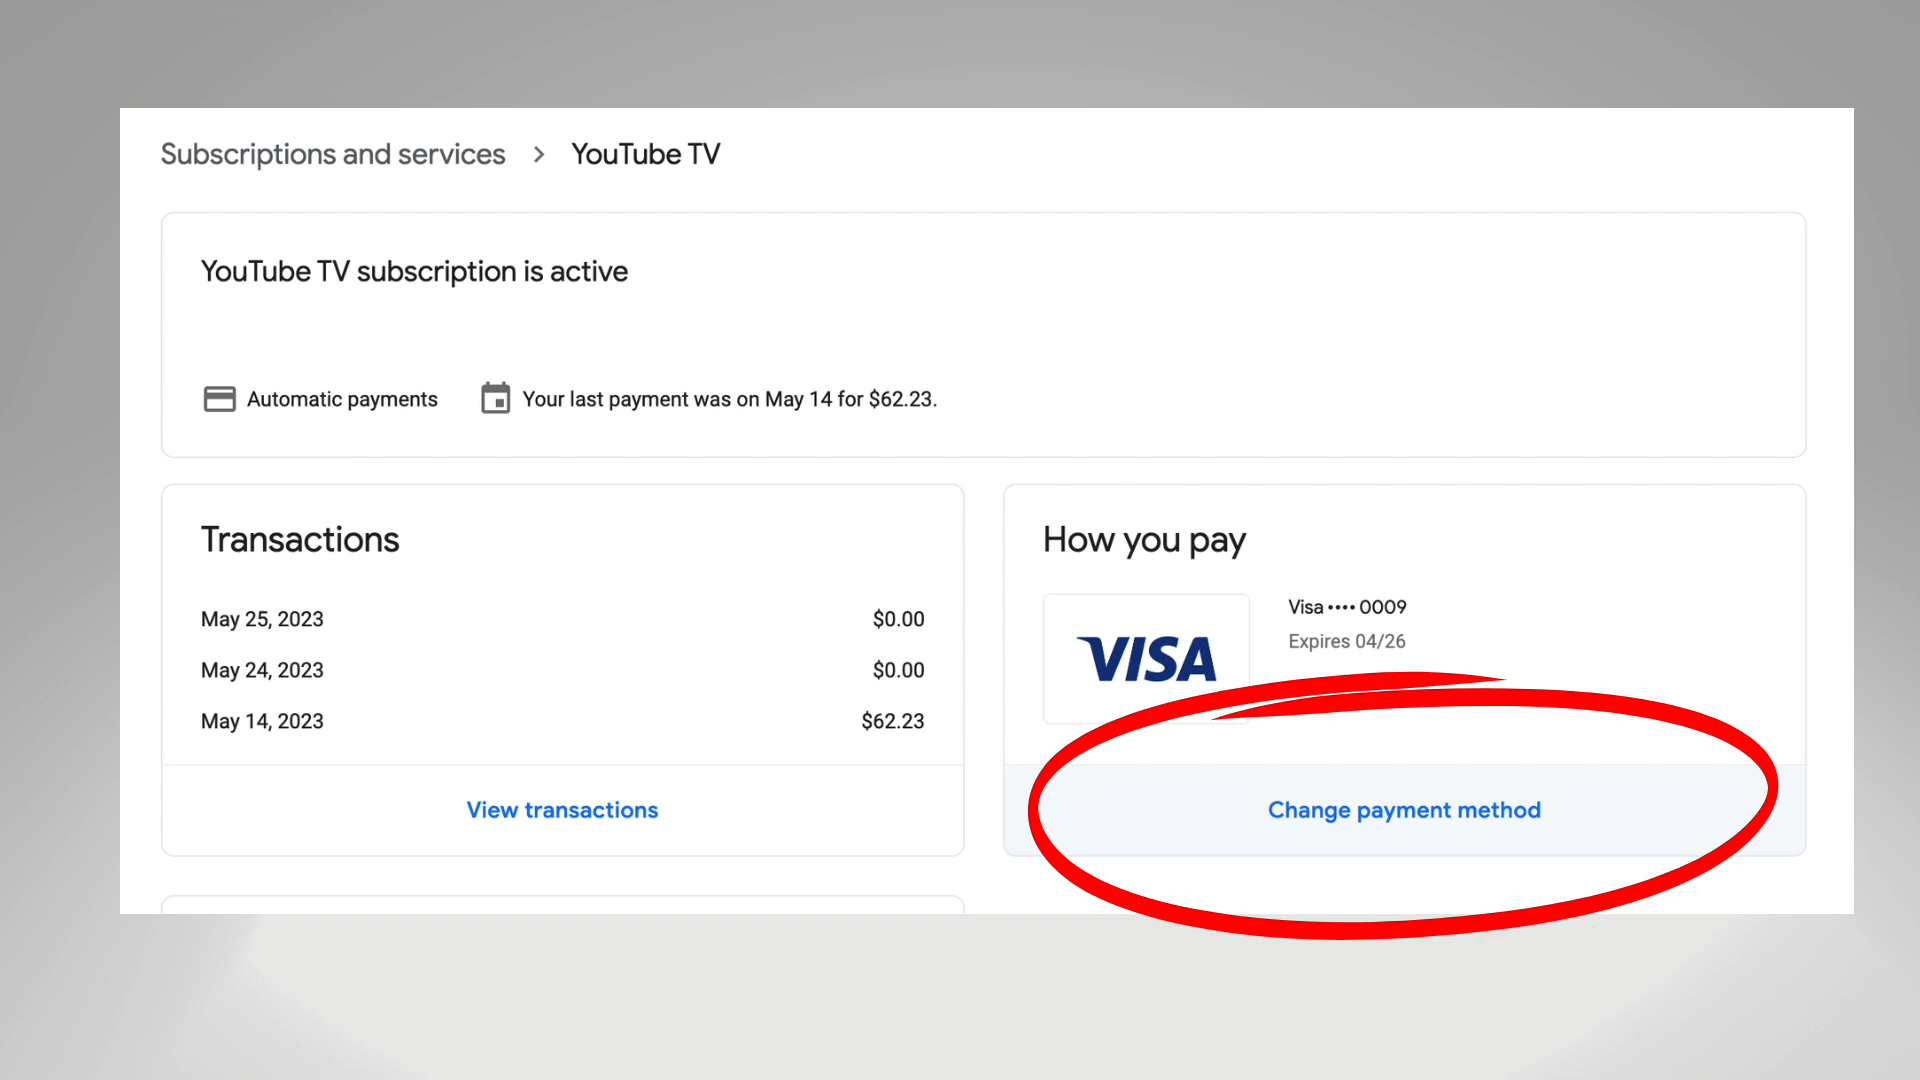 Subscriptions and services > YouTube TV
YouTube TV subscription is active
Automatic payments
Your last payment was on May 14 for $62.23.
Transactions
May 25, 2023 $0.00
May 24, 2023 $0.00
May 14, 2023 $62.23
View transactions
How you pay
VISA
Visa •••• 0009
Expires 04/26
Change payment method